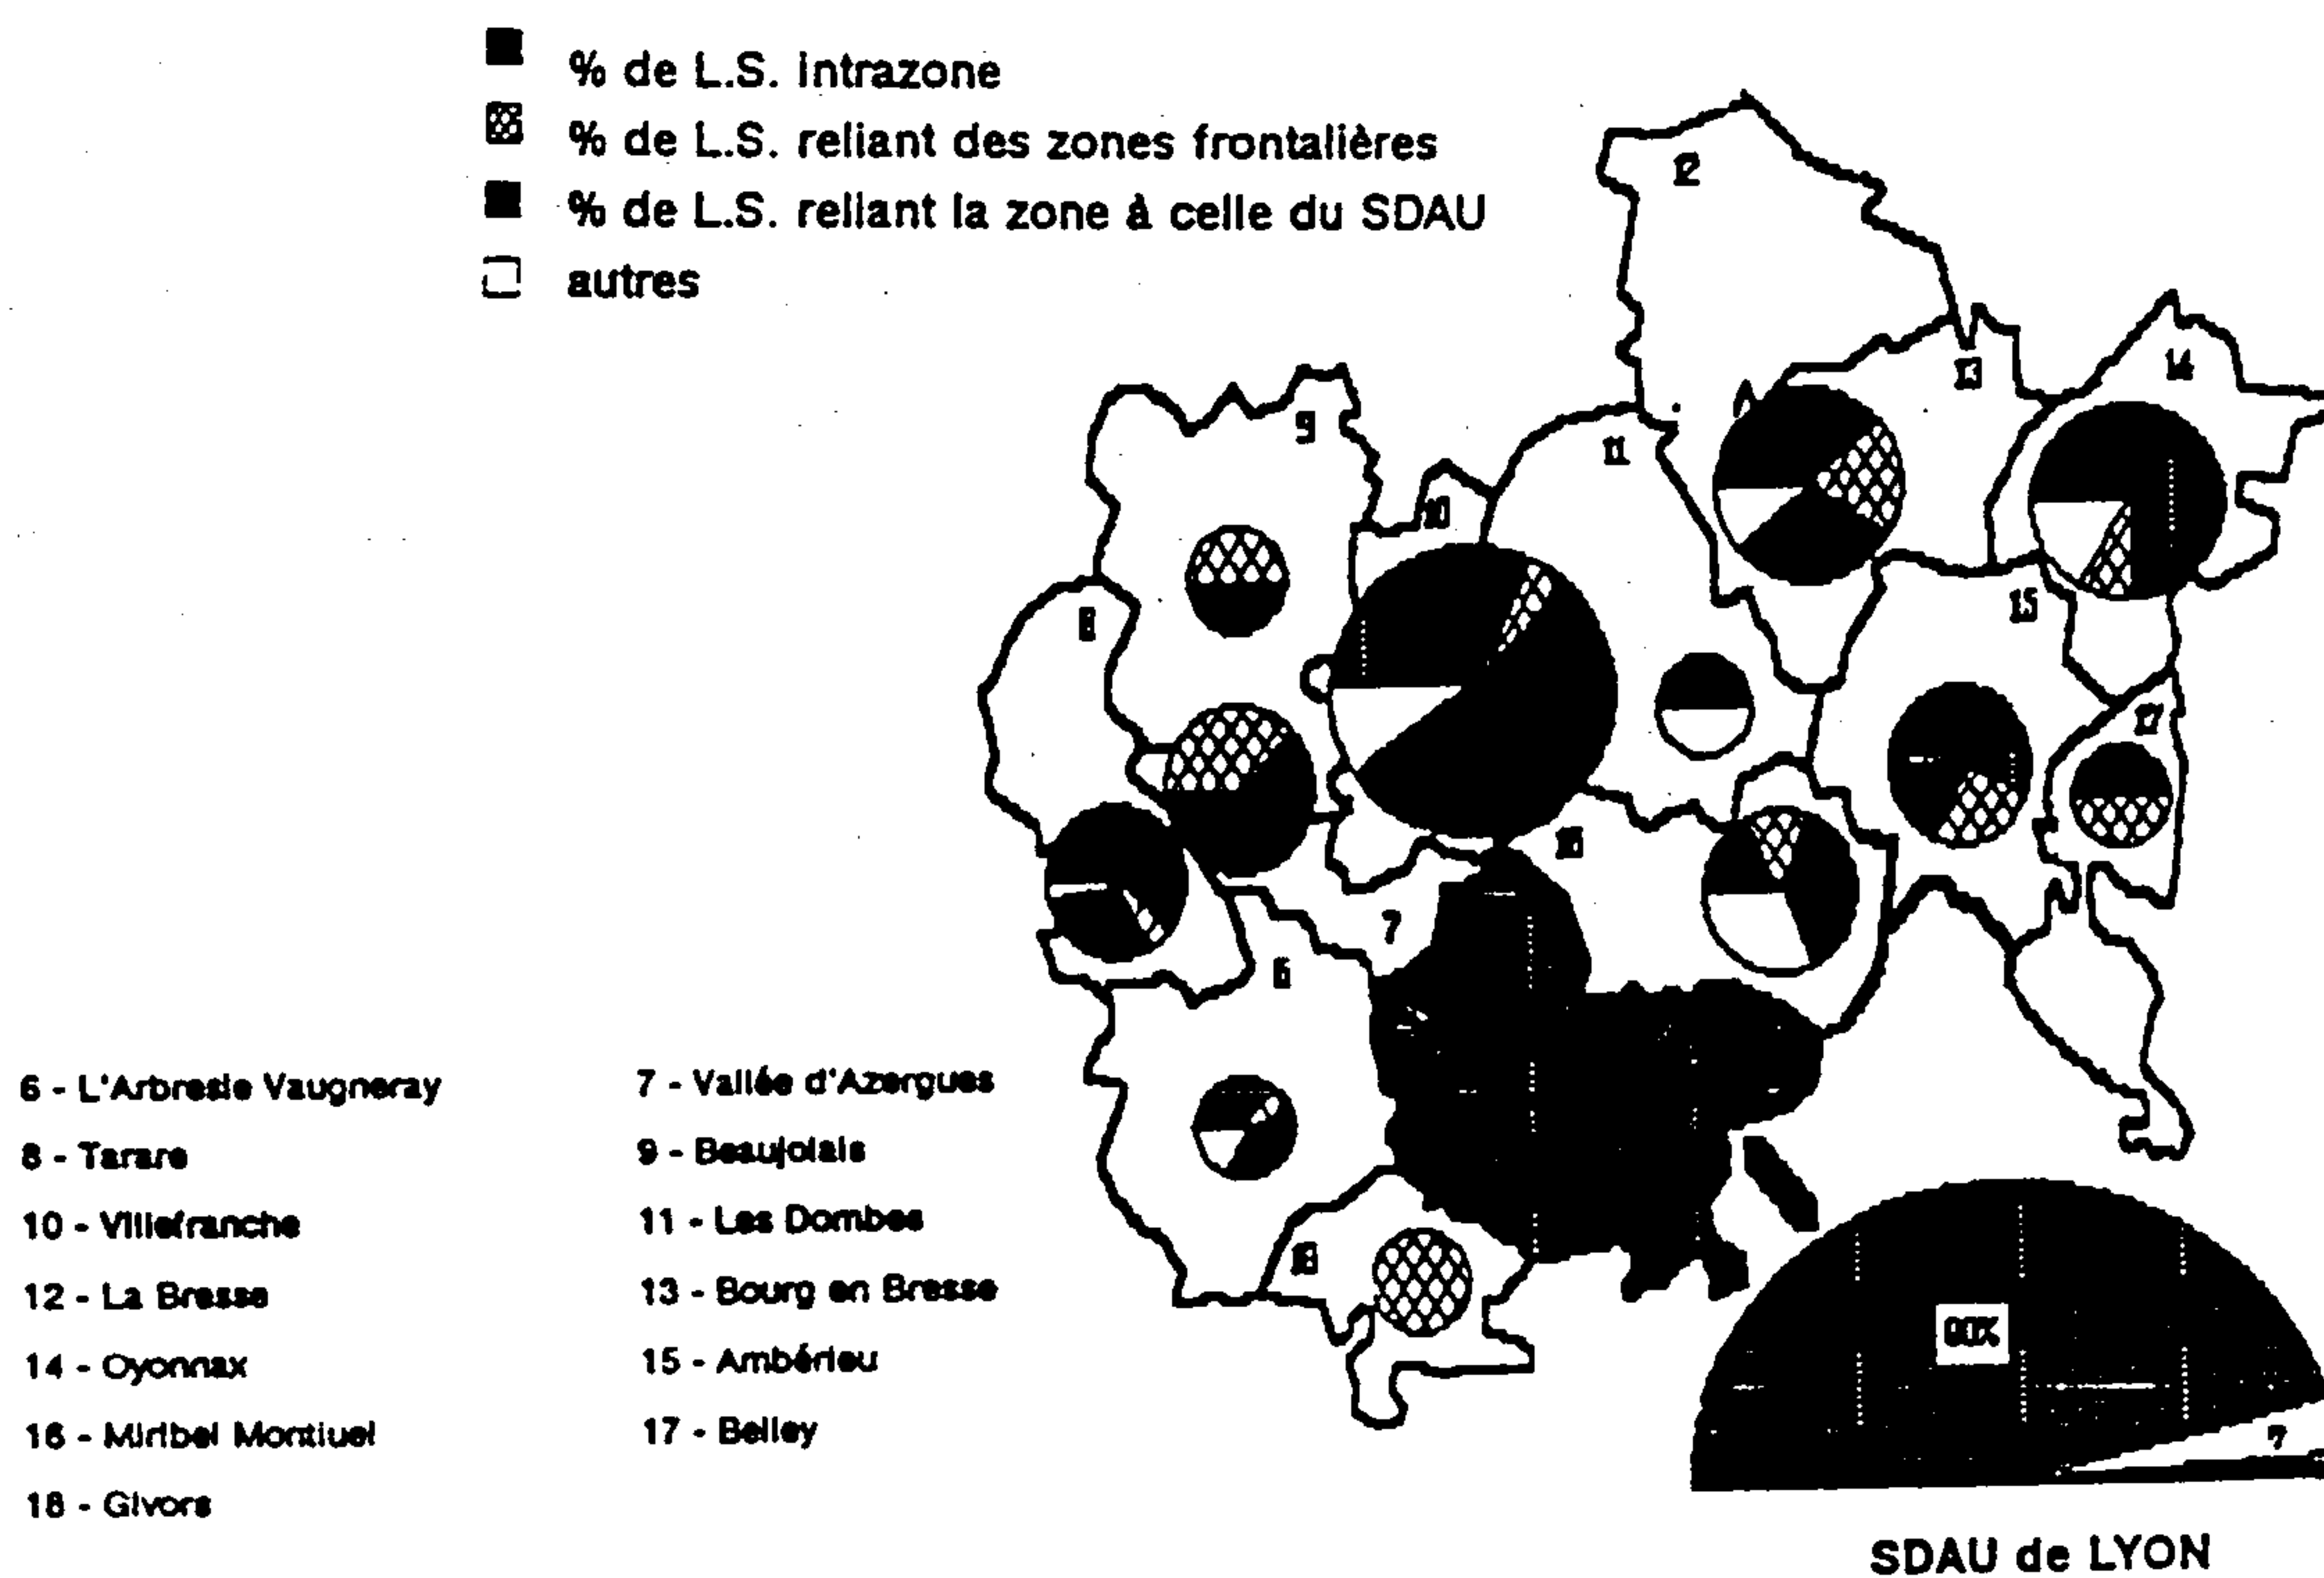 % de L.S. intrazone
% de L.S. reliant des zones frontalières
% de L.S. reliant la zone à celle du SDAU
autres
12
13
14
9
11
10
15
8
17
16
7
6
18
6 - L'Arbresle Vaugneray
7 - Vallée d'Azergues
8 - Tarare
9 - Beaujolais
10 - Villefranche
11 - Les Dombes
12 - La Bresse
13 - Bourg en Bresse
14 - Oyonnax
15 - Ambérieu
16 - Miribel Montluel
17 - Belley
18 - Givors
SDAU de LYON